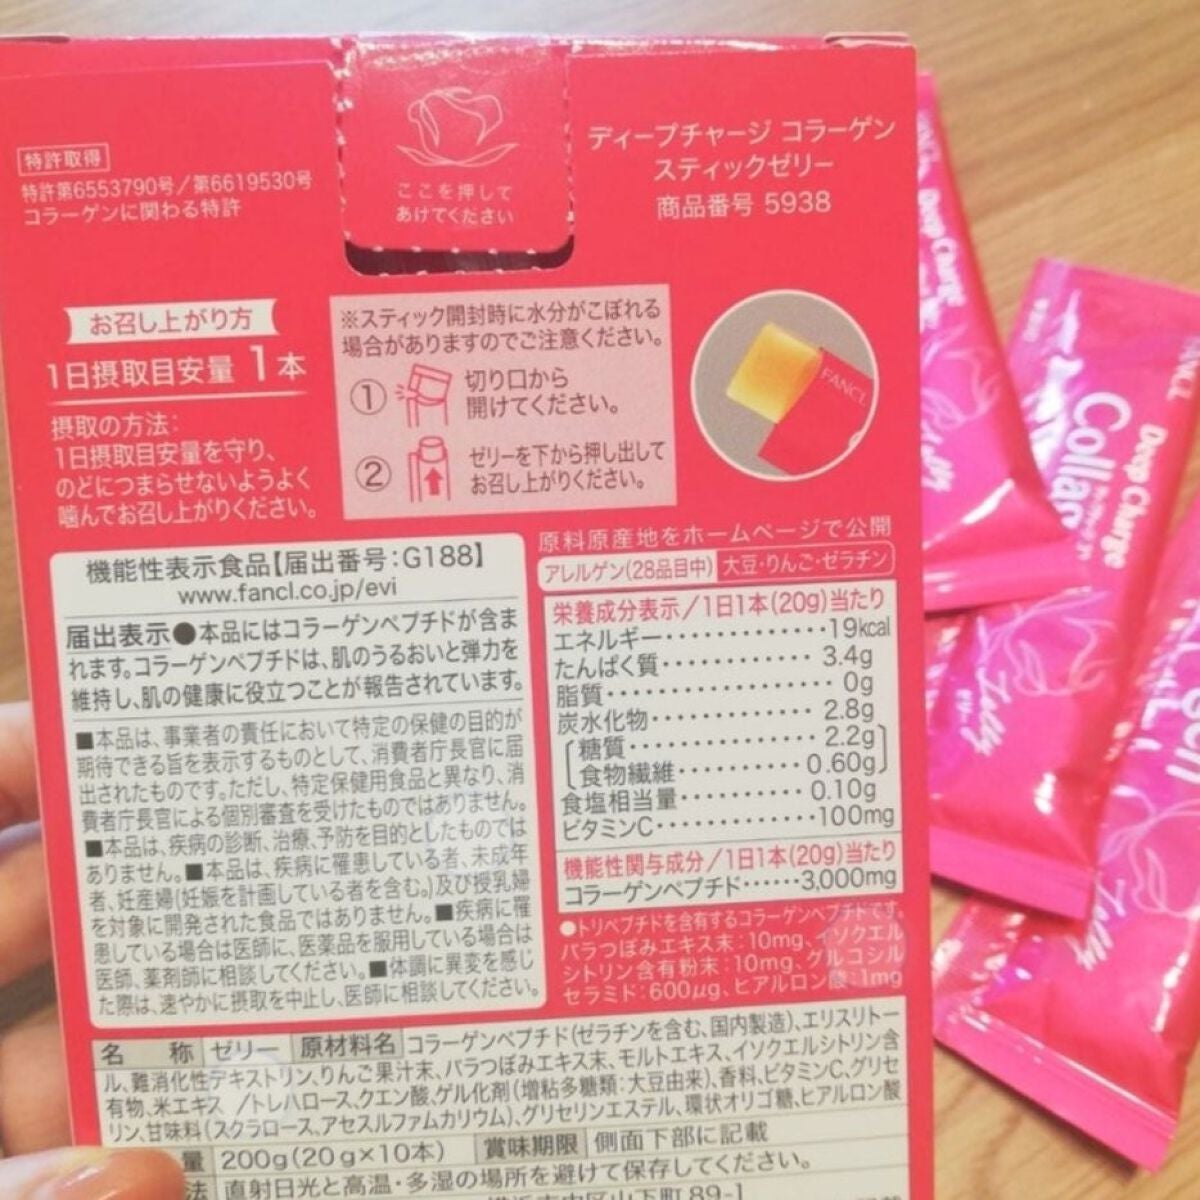 特許取得
特許第6553790号／第6619530号
コラーゲンに関わる特許
ここを押して
あけてください
ディープチャージ コラーゲン
スティックゼリー
商品番号 5938
お召し上がり方
1日摂取目安量 1本
摂取の方法：
1日摂取目安量を守り、
のどにつまらせないようよく
噛んでお召し上がりください。
※スティック開封時に水分がこぼれる
場合がありますのでご注意ください。
① 切り口から
開けてください。
② ゼリーを下から押し出して
お召し上がりください。
FANCL
機能性表示食品【届出番号：G188】
www.fancl.co.jp/evi
届出表示●本品にはコラーゲンペプチドが含ま
れます。コラーゲンペプチドは、肌のうるおいと弾力を
維持し、肌の健康に役立つことが報告されています。
■本品は、事業者の責任において特定の保健の目的が
期待できる旨を表示するものとして、消費者庁長官に届
出されたものです。ただし、特定保健用食品と異なり、消
費者庁長官による個別審査を受けたものではありません。
■本品は、疾病の診断、治療、予防を目的としたものでは
ありません。■本品は、疾病に罹患している者、未成年
者、妊産婦(妊娠を計画している者を含む。)及び授乳婦
を対象に開発された食品ではありません。■疾病に罹
患している場合は医師に、医薬品を服用している場合は
医師、薬剤師に相談してください。■体調に異変を感じ
た際は、速やかに摂取を中止し、医師に相談してください。
原料原産地をホームページで公開
アレルゲン(28品目中) 大豆・りんご・ゼラチン
栄養成分表示／1日1本(20g)当たり
エネルギー・・・・・・・・・・・・19kcal
たんぱく質・・・・・・・・・・・・3.4g
脂質・・・・・・・・・・・・・・・・0g
炭水化物・・・・・・・・・・・・・2.8g
糖質・・・・・・・・・・・・・・・2.2g
食物繊維・・・・・・・・・・0.60g
食塩相当量・・・・・・・・・・0.10g
ビタミンC・・・・・・・・・・・・・100mg
機能性関与成分／1日1本(20g)当たり
コラーゲンペプチド・・・・・・3,000mg
●トリペプチドを含有するコラーゲンペプチドです。
バラつぼみエキス末：10mg、イソクエル
シトリン含有粉末：10mg、グルコシル
セラミド：600μg、ヒアルロン酸：1mg
名 称 ゼリー 原材料名 コラーゲンペプチド(ゼラチンを含む、国内製造)、エリスリトー
ル、難消化性デキストリン、りんご果汁末、バラつぼみエキス末、モルトエキス、イソクエルシトリン含
有物、米エキス／トレハロース、クエン酸、ゲル化剤(増粘多糖類：大豆由来)、香料、ビタミンC、グリセ
リン、甘味料(スクラロース、アセスルファムカリウム)、グリセリンエステル、環状オリゴ糖、ヒアルロン酸
量 200g(20g×10本) 賞味期限 側面下部に記載
法 直射日光と高温・多湿の場所を避けて保存してください。
横浜市中区山下町89-1
Deep Charge
Jelly
FANCL
Deep Charge
Collag
Jelly
ゼリー
Jelly